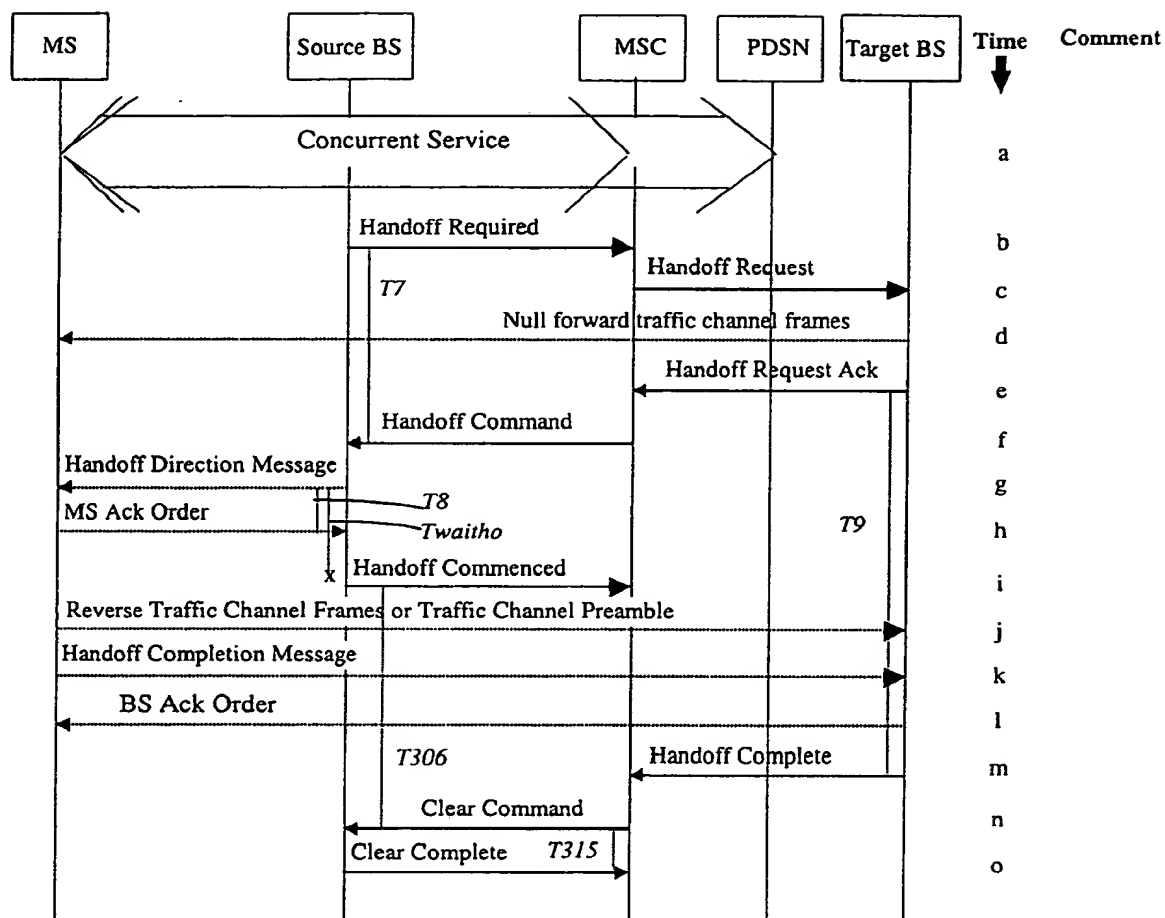 MS
Source BS
MSC
PDSN
Target BS
Time
Comment
Concurrent Service
a
Handoff Required
b
Handoff Request
T7
c
Null forward traffic channel frames
d
Handoff Request Ack
e
Handoff Command
f
Handoff Direction Message
g
T8
MS Ack Order
T9
h
Twaitho
x
Handoff Commenced
i
Reverse Traffic Channel Frames or Traffic Channel Preamble
j
Handoff Completion Message
k
BS Ack Order
l
T306
Handoff Complete
m
Clear Command
n
Clear Complete
T315
o